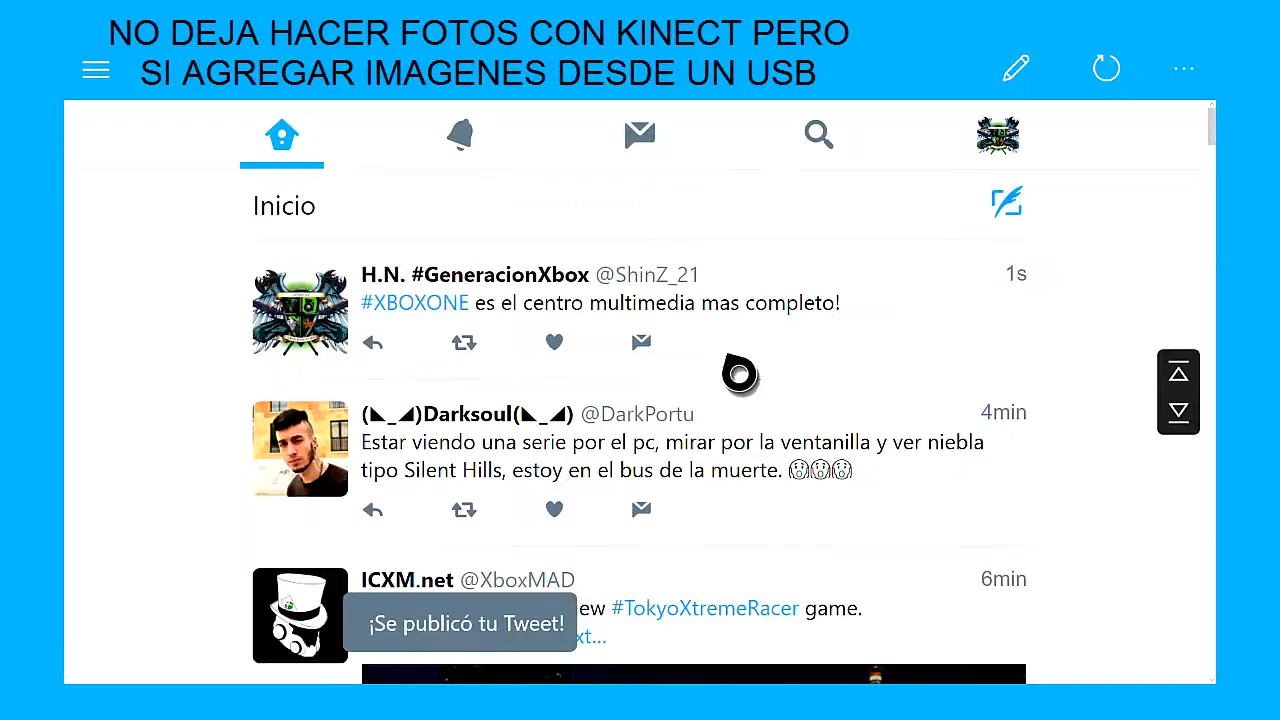 NO DEJA HACER FOTOS CON KINECT PERO
SI AGREGAR IMAGENES DESDE UN USB
Inicio
H.N. #GeneracionXbox @ShinZ_21 1s
#XBOXONE es el centro multimedia mas completo!
(◣_◢)Darksoul(◣_◢) @DarkPortu 4min
Estar viendo una serie por el pc, mirar por la ventanilla y ver niebla
tipo Silent Hills, estoy en el bus de la muerte. 😱😱😱
ICXM.net @XboxMAD 6min
ew #TokyoXtremeRacer game.
xt...
¡Se publicó tu Tweet!